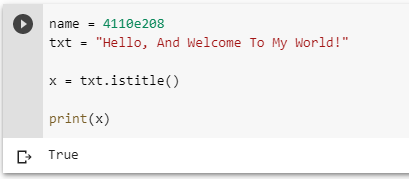 name = 4110e208
txt = "Hello, And Welcome To My World!"
x = txt.istitle()
print(x)
True